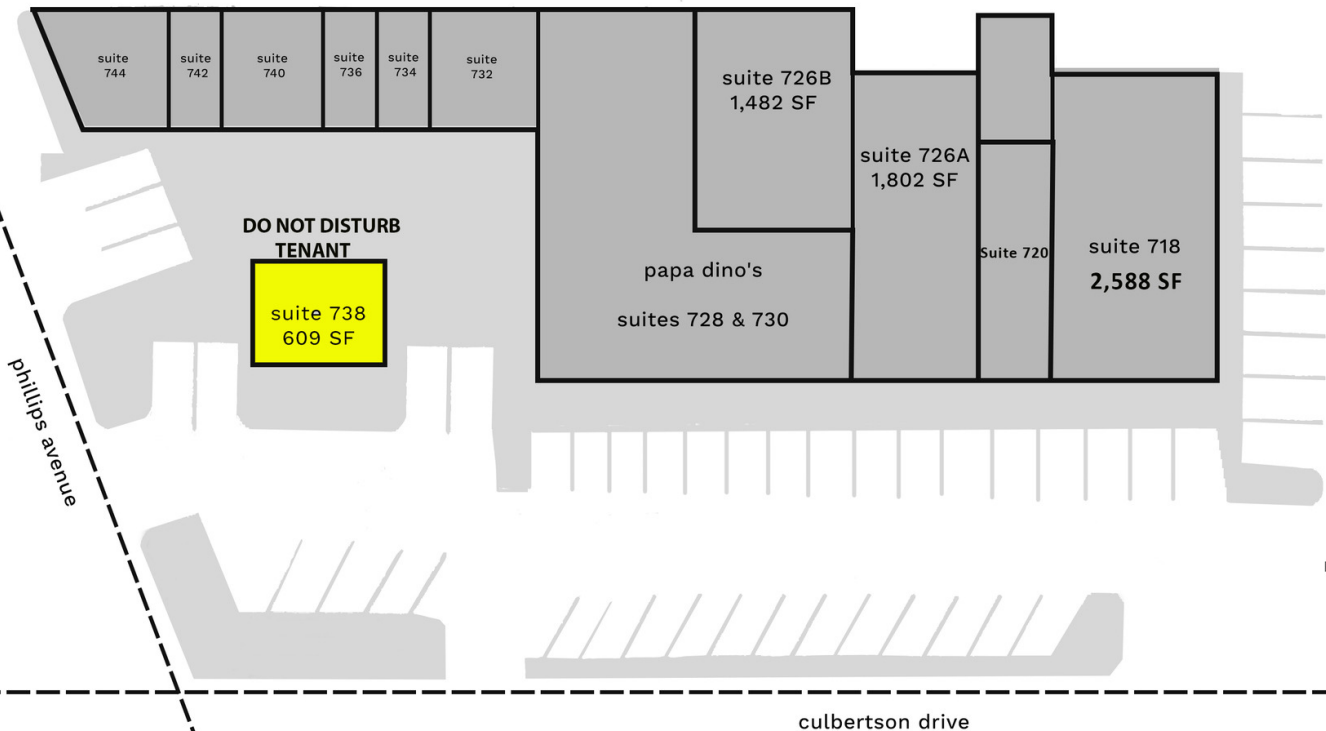 suite
744
suite
742
suite
740
suite
736
suite
734
suite
732
suite 726B
1,482 SF
suite 726A
1,802 SF
Suite 720
suite 718
2,588 SF
DO NOT DISTURB
TENANT
suite 738
609 SF
papa dino's
suites 728 & 730
phillips avenue
culbertson drive